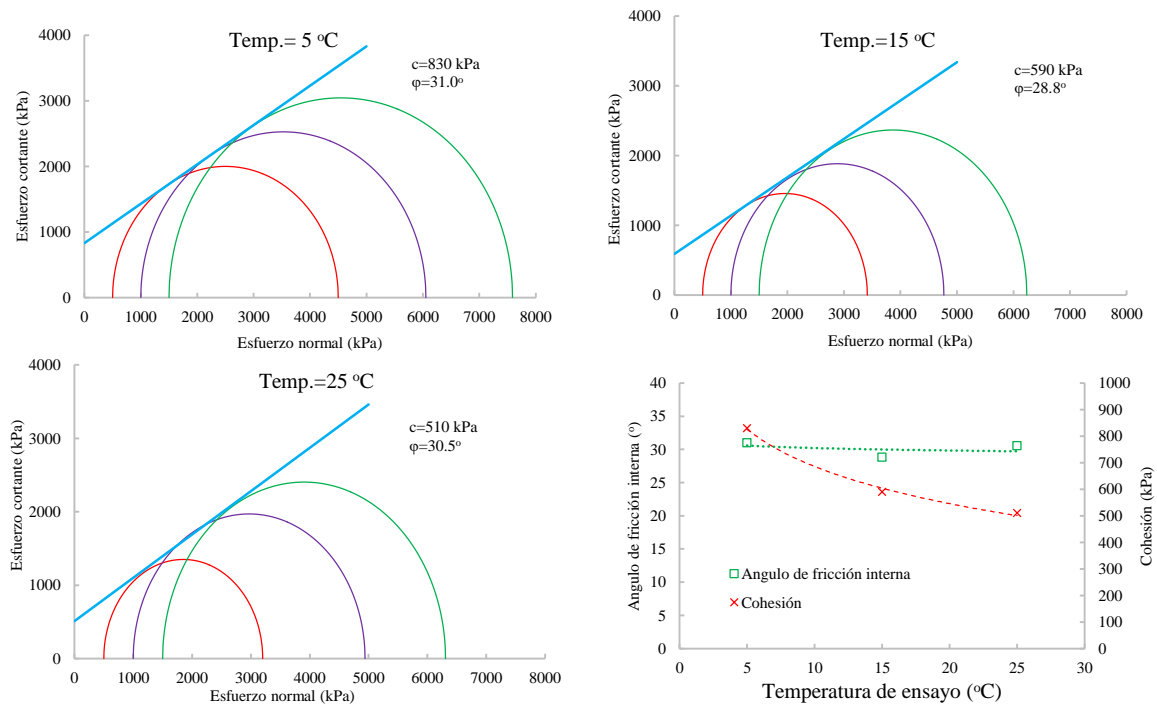 Temp.= 5 ºC
c=830 kPa
φ=31.0º
Esfuerzo cortante (kPa)
4000
3000
2000
1000
0
0 1000 2000 3000 4000 5000 6000 7000 8000
Esfuerzo normal (kPa)
Temp.=15 ºC
c=590 kPa
φ=28.8º
Esfuerzo cortante (kPa)
4000
3000
2000
1000
0
0 1000 2000 3000 4000 5000 6000 7000 8000
Esfuerzo normal (kPa)
Temp.=25 ºC
c=510 kPa
φ=30.5º
Esfuerzo cortante (kPa)
4000
3000
2000
1000
0
0 1000 2000 3000 4000 5000 6000 7000 8000
Esfuerzo normal (kPa)
Angulo de fricción interna (º)
40
35
30
25
20
15
10
5
0
Angulo de fricción interna
Cohesión
1000
900
800
700
600
500
400
300
200
100
0
Cohesión (kPa)
0 5 10 15 20 25 30
Temperatura de ensayo (ºC)